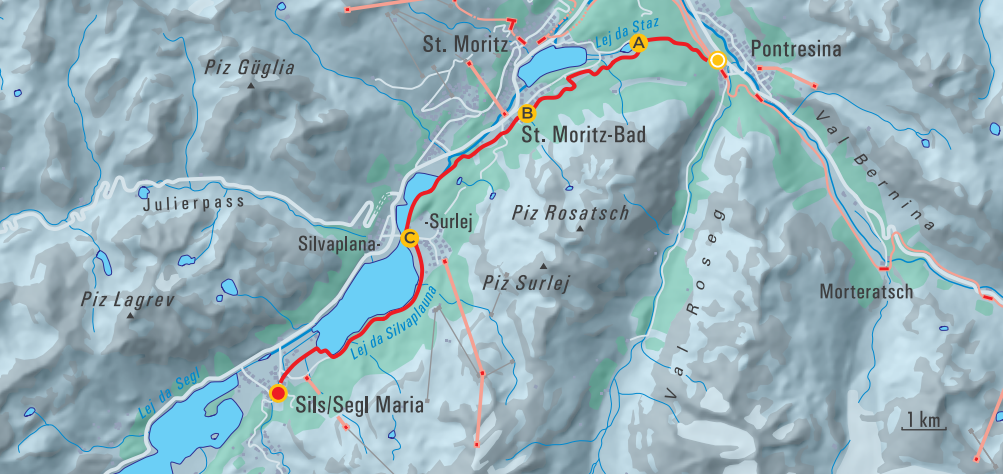 Lej da Staz
St. Moritz
A
Pontresina
Piz Güglia
B
St. Moritz-Bad
Val Bernina
Julierpass
Piz Rosatsch
-Surlej
Silvaplana-
C
Val Roseg
Piz Surlej
Morteratsch
Piz Lagrev
Lej da Silvaplauna
Lej da Segl
Sils/Segl Maria
1 km